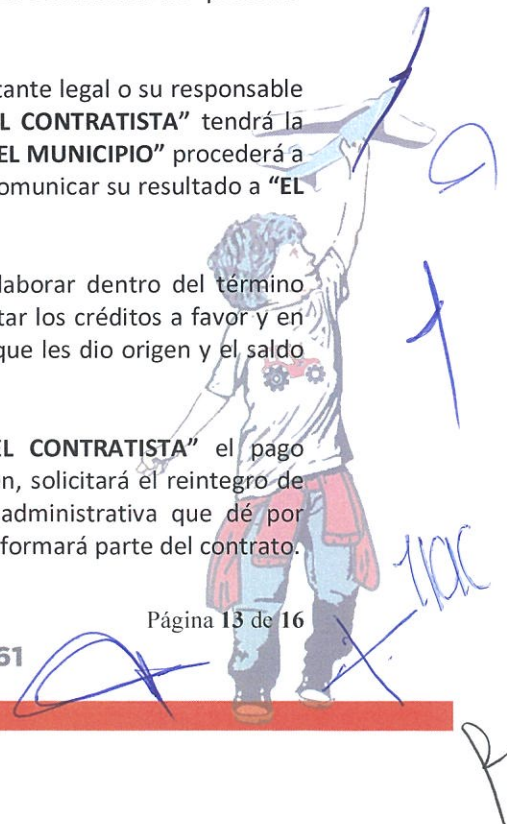 tante legal o su responsable
L CONTRATISTA” tendrá la
EL MUNICIPIO” procederá a
omunicar su resultado a “EL
laborar dentro del término
tar los créditos a favor y en
que les dio origen y el saldo
EL CONTRATISTA” el pago
n, solicitará el reintegro de
administrativa que dé por
formará parte del contrato.
Página 13 de 16
61